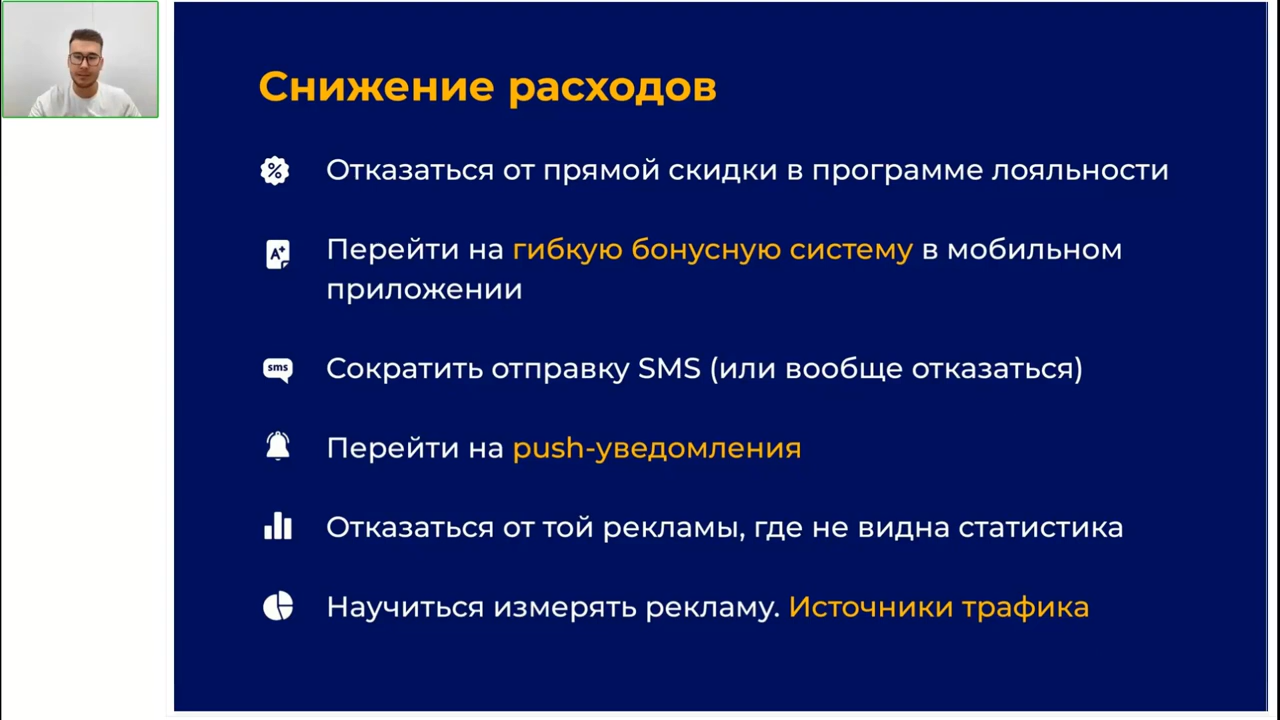 Снижение расходов
Отказаться от прямой скидки в программе лояльности
Перейти на гибкую бонусную систему в мобильном
приложении
sms
Сократить отправку SMS (или вообще отказаться)
Перейти на push-уведомления
Отказаться от той рекламы, где не видна статистика
Научиться измерять рекламу. Источники трафика